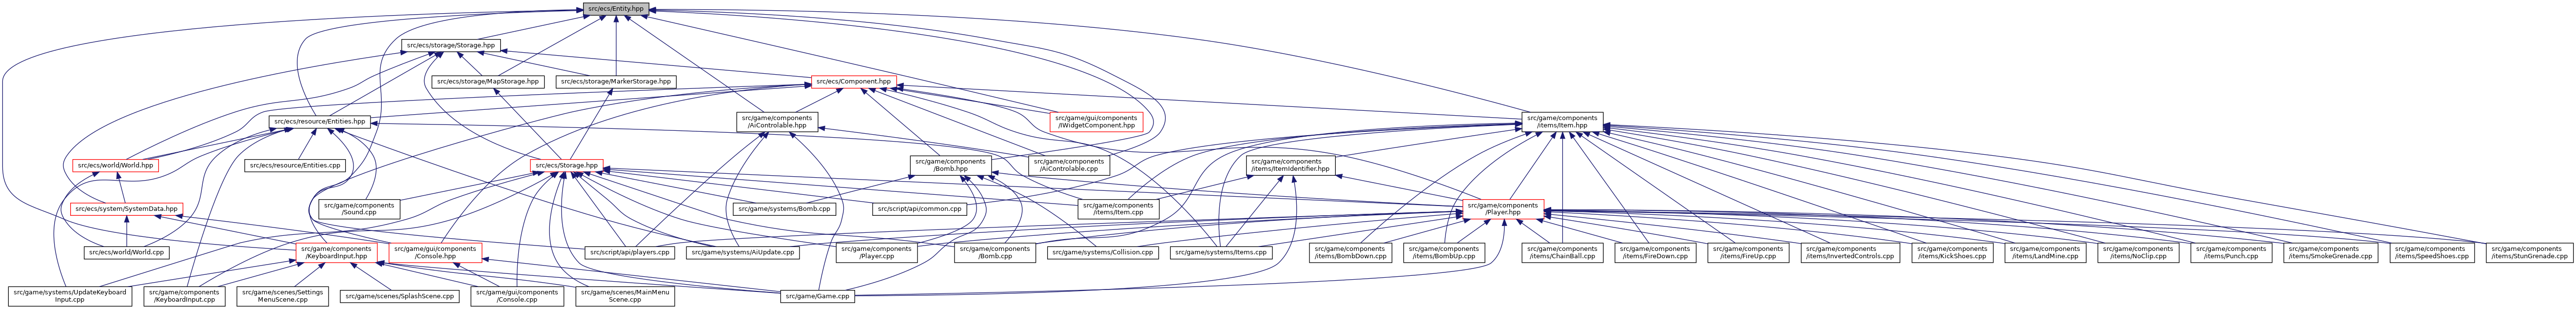 src/ecs/Entity.hpp
src/ecs/storage/Storage.hpp
src/ecs/storage/MapStorage.hpp
src/ecs/storage/MarkerStorage.hpp
src/ecs/Component.hpp
src/ecs/resource/Entities.hpp
src/game/components
/AiControlable.hpp
src/game/gui/components
/IWidgetComponent.hpp
src/game/components
/items/Item.hpp
src/ecs/world/World.hpp
src/ecs/resource/Entities.cpp
src/ecs/Storage.hpp
src/game/components
/Bomb.hpp
src/game/components
/AiControlable.cpp
src/game/components
/items/ItemIdentifier.hpp
src/ecs/system/SystemData.hpp
src/game/components
/Sound.cpp
src/game/systems/Bomb.cpp
src/script/api/common.cpp
src/game/components
/items/Item.cpp
src/game/components
/Player.hpp
src/ecs/world/World.cpp
src/game/components
/KeyboardInput.hpp
src/game/gui/components
/Console.hpp
src/script/api/players.cpp
src/game/systems/AiUpdate.cpp
src/game/components
/Player.cpp
src/game/components
/Bomb.cpp
src/game/systems/Collision.cpp
src/game/systems/Items.cpp
src/game/components
/items/BombDown.cpp
src/game/components
/items/BombUp.cpp
src/game/components
/items/ChainBall.cpp
src/game/components
/items/FireDown.cpp
src/game/components
/items/FireUp.cpp
src/game/components
/items/InvertedControls.cpp
src/game/components
/items/KickShoes.cpp
src/game/components
/items/LandMine.cpp
src/game/components
/items/NoClip.cpp
src/game/components
/items/Punch.cpp
src/game/components
/items/SmokeGrenade.cpp
src/game/components
/items/SpeedShoes.cpp
src/game/components
/items/StunGrenade.cpp
src/game/systems/UpdateKeyboard
Input.cpp
src/game/components
/KeyboardInput.cpp
src/game/scenes/Settings
MenuScene.cpp
src/game/scenes/SplashScene.cpp
src/game/gui/components
/Console.cpp
src/game/scenes/MainMenu
Scene.cpp
src/game/Game.cpp